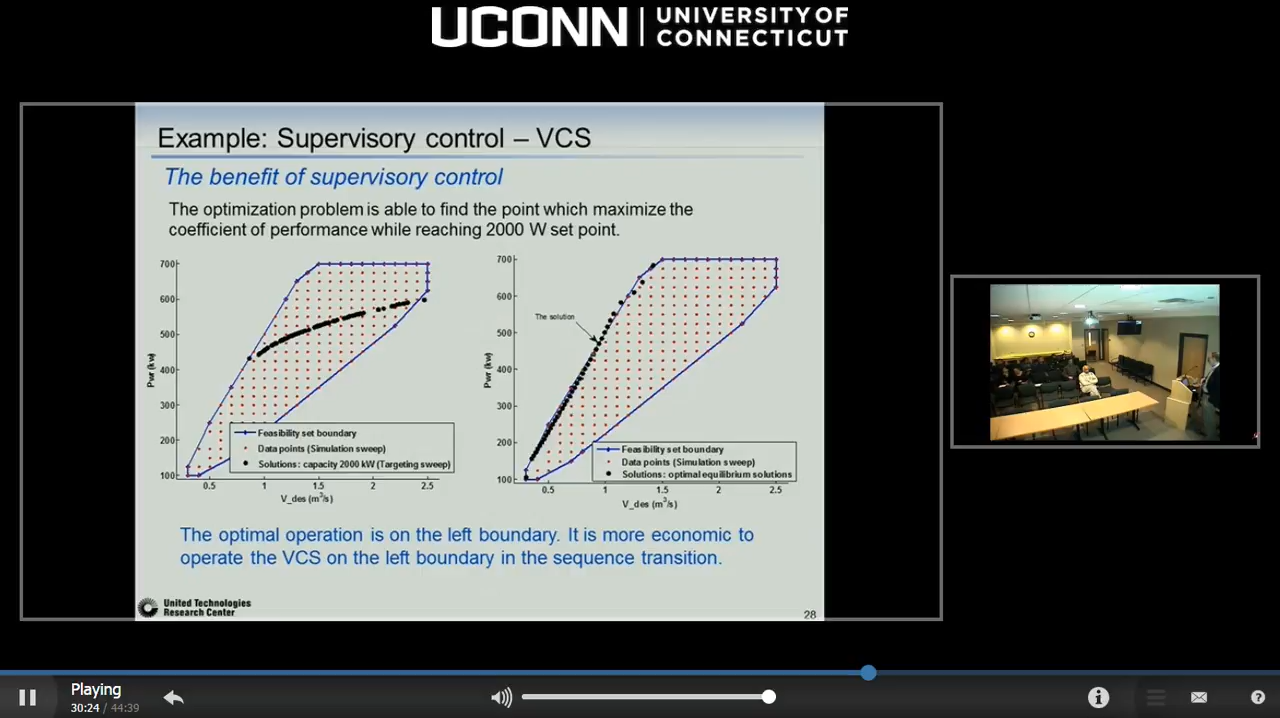 UCONN
UNIVERSITY OF
CONNECTICUT
Example: Supervisory control – VCS
The benefit of supervisory control
The optimization problem is able to find the point which maximize the
coefficient of performance while reaching 2000 W set point.
700
600
500
400
300
200
100
Pwr (kw)
0.5 1 1.5 2 2.5
V_des (m³/s)
Feasibility set boundary
Data points (Simulation sweep)
Solutions: capacity 2000 kW (Targeting sweep)
700
600
500
400
300
200
100
Pwr (kw)
The solution
0.5 1 1.5 2 2.5
V_des (m³/s)
Feasibility set boundary
Data points (Simulation sweep)
Solutions: optimal equilibrium solutions
The optimal operation is on the left boundary. It is more economic to
operate the VCS on the left boundary in the sequence transition.
United Technologies
Research Center
28
Playing
30:24 / 44:39